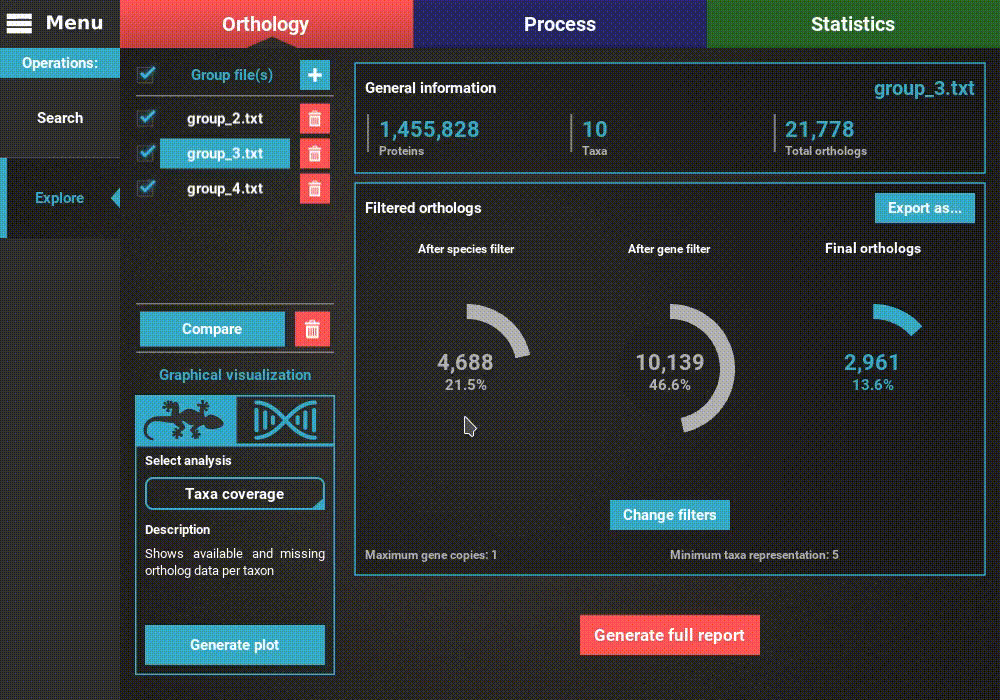 Menu
Orthology
Process
Statistics
Operations:
Search
Explore
Group file(s)
+
group_2.txt
group_3.txt
group_4.txt
Compare
Graphical visualization
Select analysis
Taxa coverage
Description
Shows available and missing
ortholog data per taxon
Generate plot
General information
group_3.txt
1,455,828
Proteins
10
Taxa
21,778
Total orthologs
Filtered orthologs
Export as...
After species filter
After gene filter
Final orthologs
4,688
21.5%
10,139
46.6%
2,961
13.6%
Change filters
Maximum gene copies: 1
Minimum taxa representation: 5
Generate full report